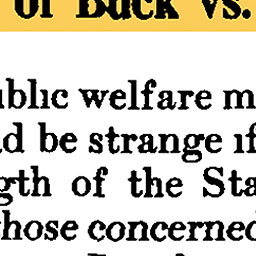 of Buck vs.
ublic welfare m
d be strange if
gth of the Sta
hose concerned